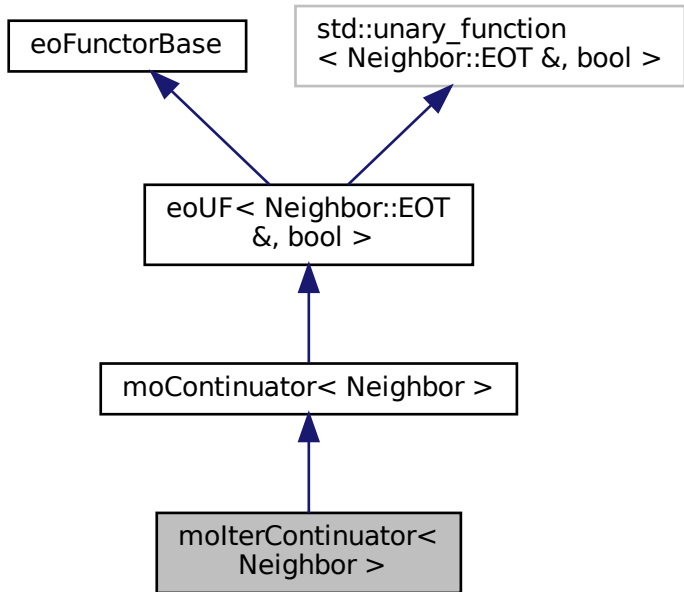 eoFunctorBase
std::unary_function
< Neighbor::EOT &, bool >
eoUF< Neighbor::EOT
&, bool >
moContinuator< Neighbor >
moIterContinuator<
Neighbor >